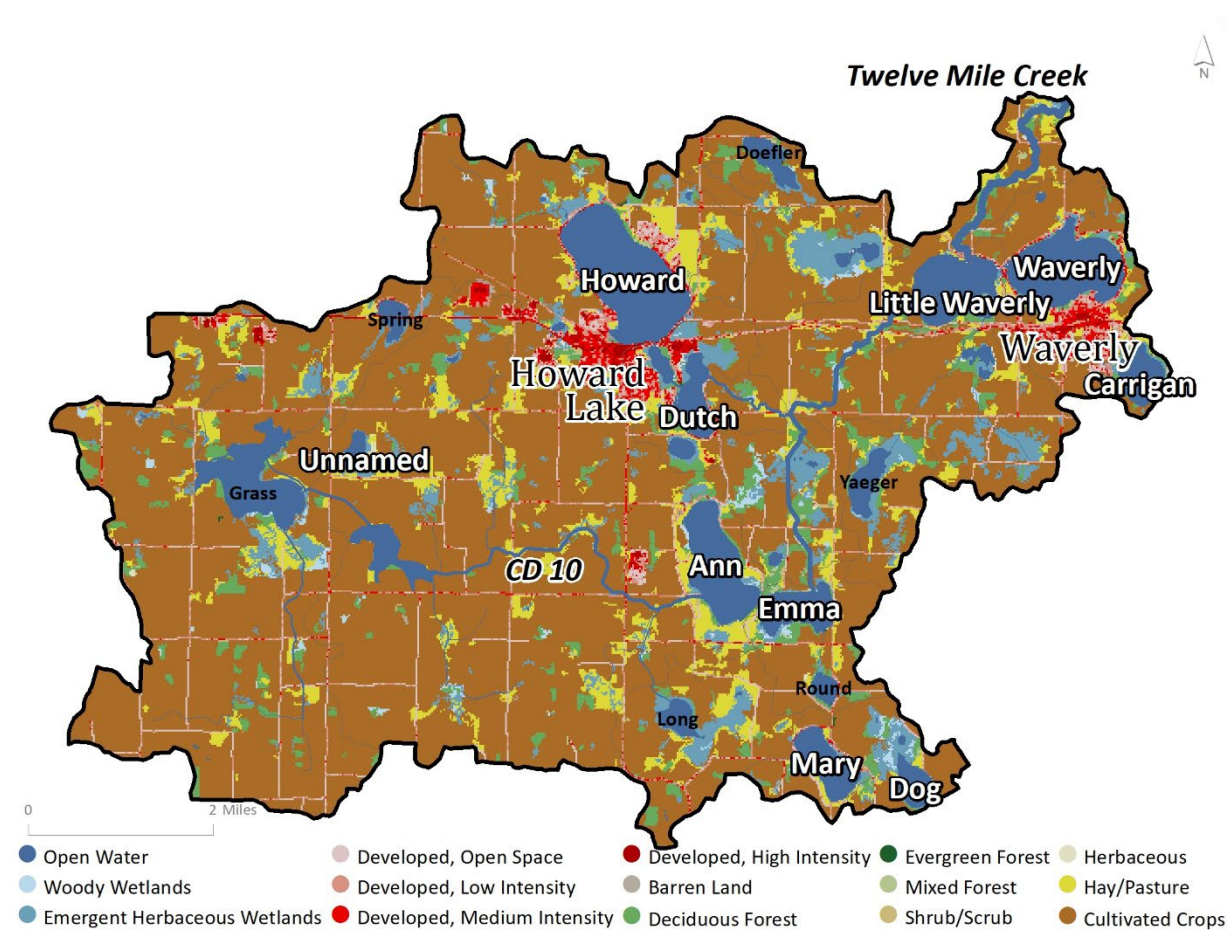 Twelve Mile Creek
N
Doefler
Howard
Waverly
Little Waverly
Spring
Waverly
Howard
Lake
Carrigan
Dutch
Unnamed
Yaeger
Grass
CD 10
Ann
Emma
Round
Long
Mary
Dog
0 2 Miles
Open Water
Woody Wetlands
Emergent Herbaceous Wetlands
Developed, Open Space
Developed, Low Intensity
Developed, Medium Intensity
Developed, High Intensity
Barren Land
Deciduous Forest
Evergreen Forest
Mixed Forest
Shrub/Scrub
Herbaceous
Hay/Pasture
Cultivated Crops